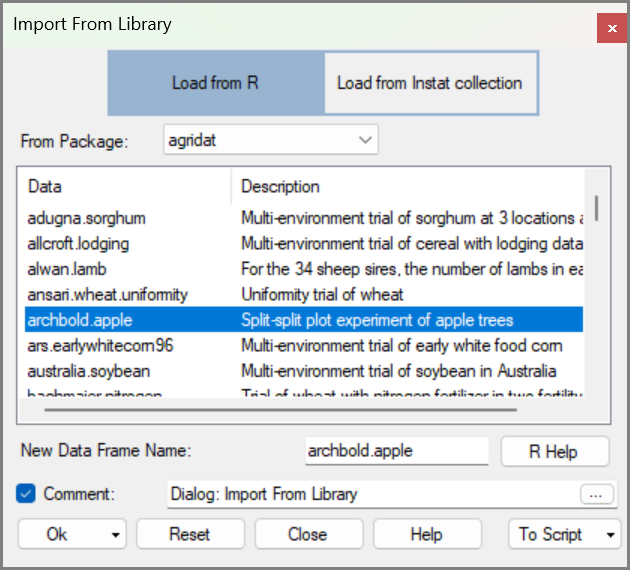 Import From Library
Load from R Load from Instat collection
From Package: agridat
Data Description
adugna.sorghum Multi-environment trial of sorghum at 3 locations
allcroft.lodging Multi-environment trial of cereal with lodging data
alwan.lamb For the 34 sheep sires, the number of lambs in
ansari.wheat.uniformity Uniformity trial of wheat
archbold.apple Split-split plot experiment of apple trees
ars.earlywhitecorn96 Multi-environment trial of early white food corn
australia.soybean Multi-environment trial of soybean in Australia
bachmaier.nitrogen Trial of wheat with nitrogen fertilizer in two fertility
New Data Frame Name: archbold.apple R Help
Comment: Dialog: Import From Library ...
Ok Reset Close Help To Script